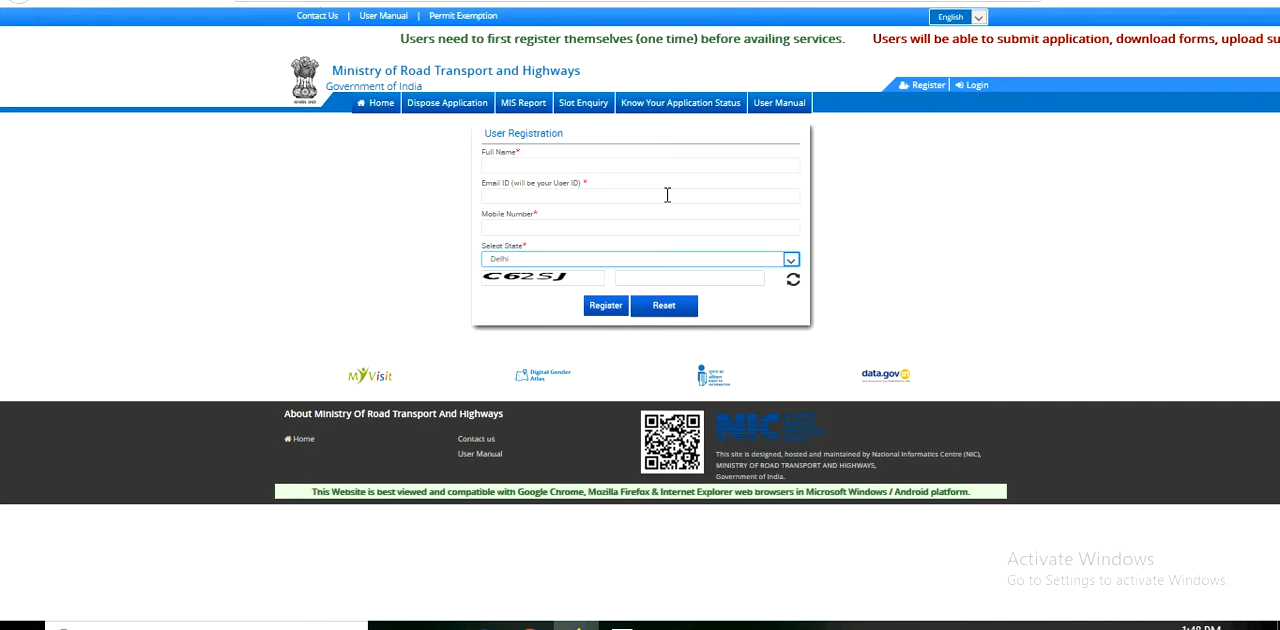 Contact Us | User Manual | Permit Exemption
English
Users need to first register themselves (one time) before availing services. Users will be able to submit application, download forms, upload su
Ministry of Road Transport and Highways
Government of India
Register | Login
Home Dispose Application MIS Report Slot Enquiry Know Your Application Status User Manual
User Registration
Full Name*
Email ID (will be your User ID) *
Mobile Number*
Select State*
Delhi
C62SJ
Register Reset
MyVisit
Digital Gender
Atlas
data.gov in
About Ministry Of Road Transport And Highways
Home
Contact us
User Manual
NIC
This site is designed, hosted and maintained by National Informatics Centre (NIC),
MINISTRY OF ROAD TRANSPORT AND HIGHWAYS,
Government of India.
This Website is best viewed and compatible with Google Chrome, Mozilla Firefox & Internet Explorer web browsers in Microsoft Windows / Android platform.
Activate Windows
Go to Settings to activate Windows.
1:48 PM